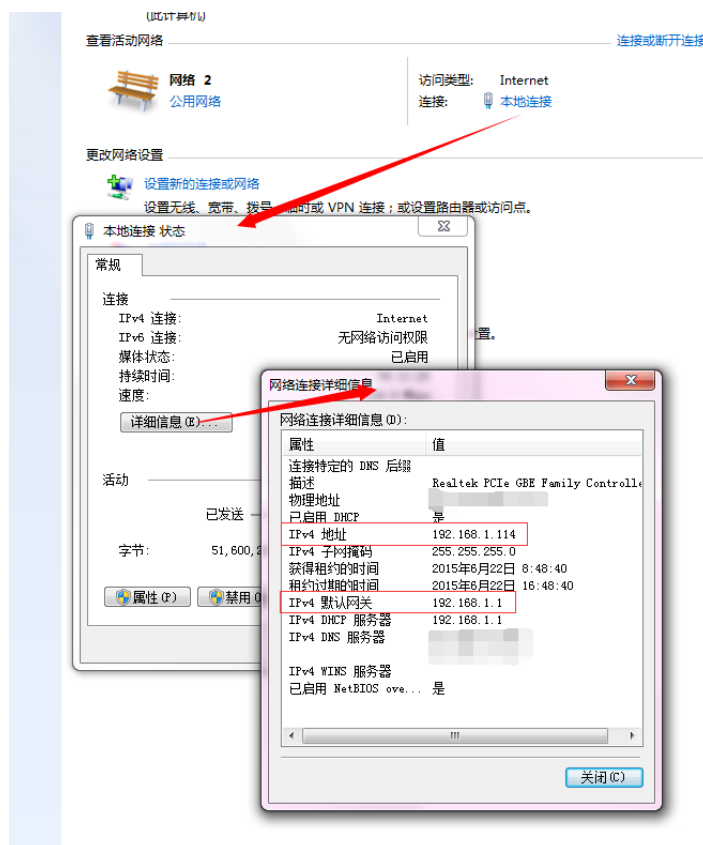 (此计算机)
查看活动网络
连接或断开连接
网络 2
公用网络
访问类型: Internet
连接: 本地连接
更改网络设置
设置新的连接或网络
设置无线、宽带、拨号、临时或 VPN 连接；或设置路由器或访问点。
本地连接 状态
常规
连接
IPv4 连接: Internet
IPv6 连接: 无网络访问权限
媒体状态: 已启用
持续时间:
速度:
详细信息(E)...
活动
已发送
字节: 51,600,2
属性(P)
禁用(
置。
网络连接详细信息
网络连接详细信息(D):
属性 值
连接特定的 DNS 后缀
描述 Realtek PCIe GBE Family Controlle
物理地址
已启用 DHCP 是
IPv4 地址 192.168.1.114
IPv4 子网掩码 255.255.255.0
获得租约的时间 2015年6月22日 8:48:40
租约过期的时间 2015年6月22日 16:48:40
IPv4 默认网关 192.168.1.1
IPv4 DHCP 服务器 192.168.1.1
IPv4 DNS 服务器
IPv4 WINS 服务器
已启用 NetBIOS ove... 是
关闭(C)